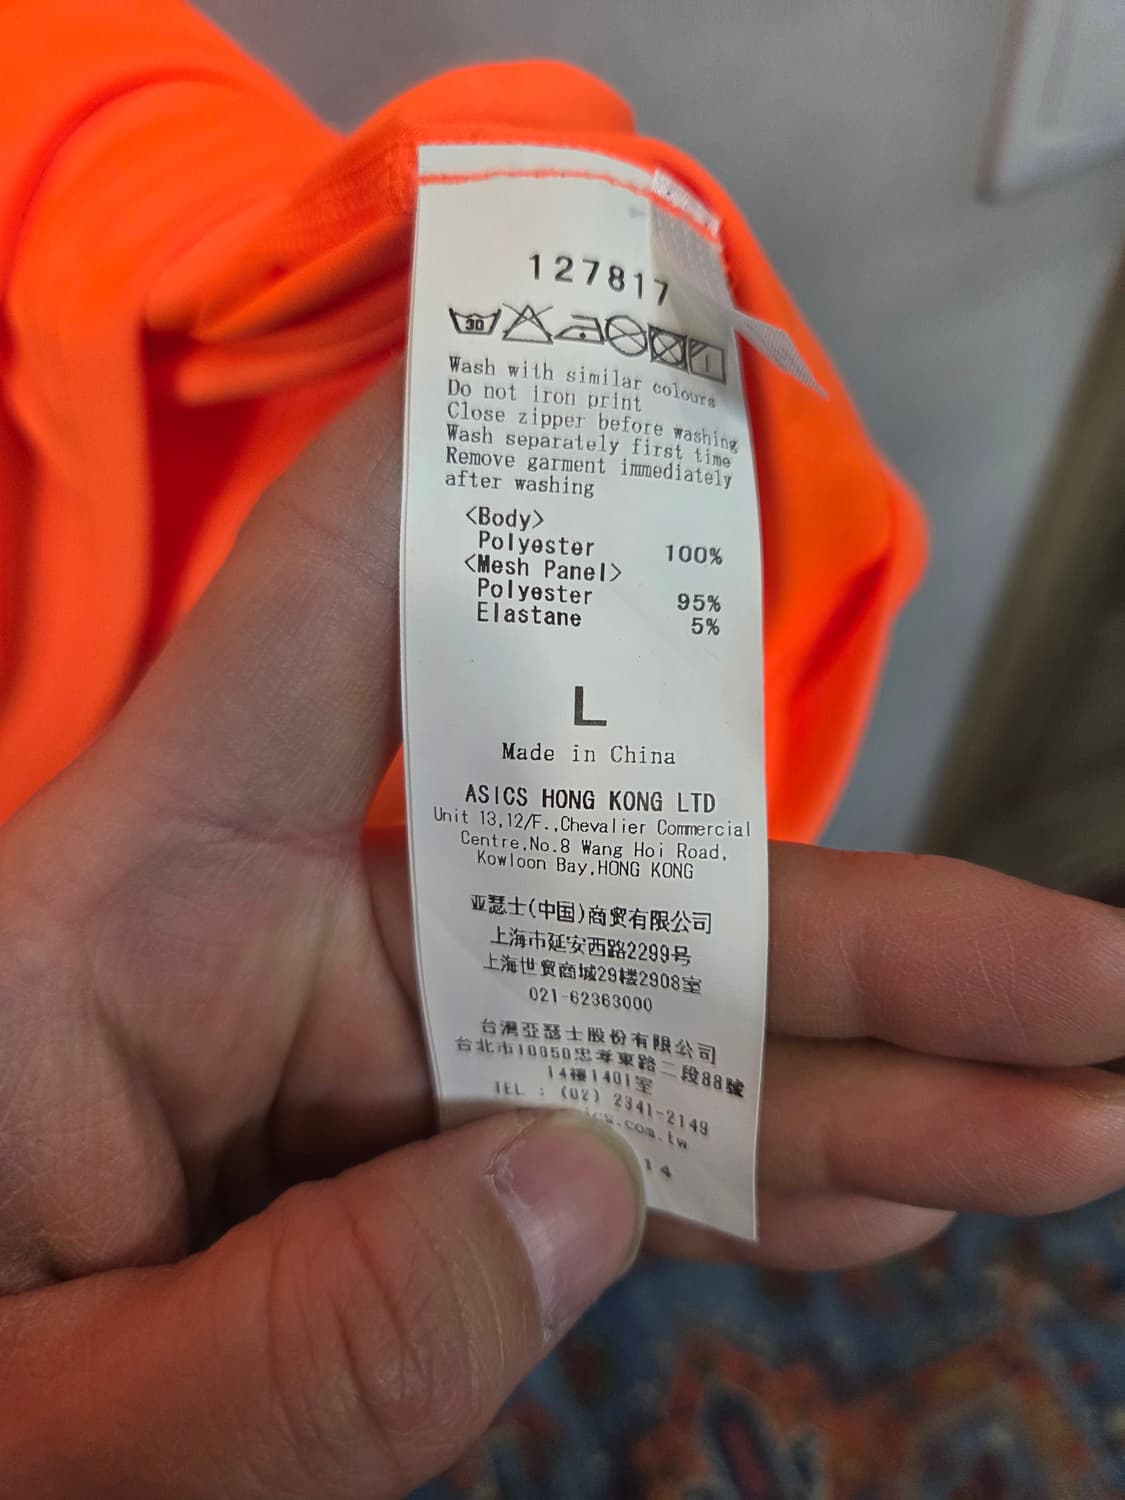 127817
30
Wash with similar colours
Do not iron print
Close zipper before washing
Wash separately first time
Remove garment immediately
after washing
<Body>
Polyester 100%
<Mesh Panel>
Polyester 95%
Elastane 5%
L
Made in China
ASICS HONG KONG LTD
Unit 13,12/F.,Chevalier Commercial
Centre,No.8 Wang Hoi Road,
Kowloon Bay,HONG KONG
亚瑟士(中国)商贸有限公司
上海市延安西路2299号
上海世贸商城29楼2908室
021-62363000
台灣亞瑟士股份有限公司
台北市10050忠孝東路二段88號
14樓1401室
TEL : (02) 2341-2149
cs.com.tw
14